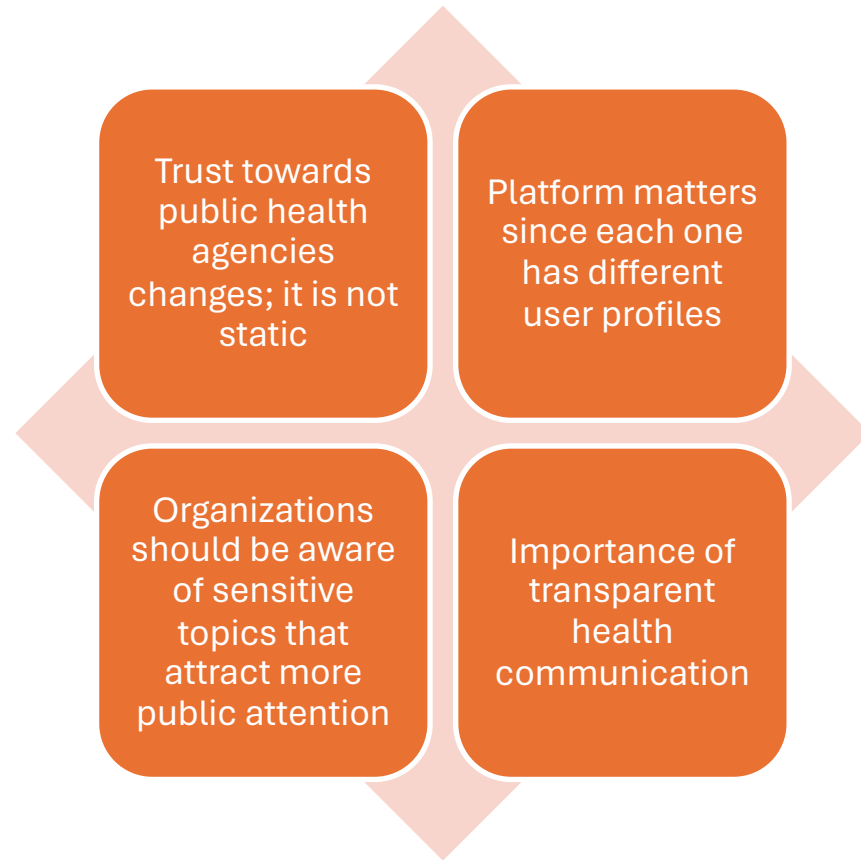 Trust towards
public health
agencies
changes; it is not
static
Platform matters
since each one
has different
user profiles
Organizations
should be aware
of sensitive
topics that
attract more
public attention
Importance of
transparent
health
communication